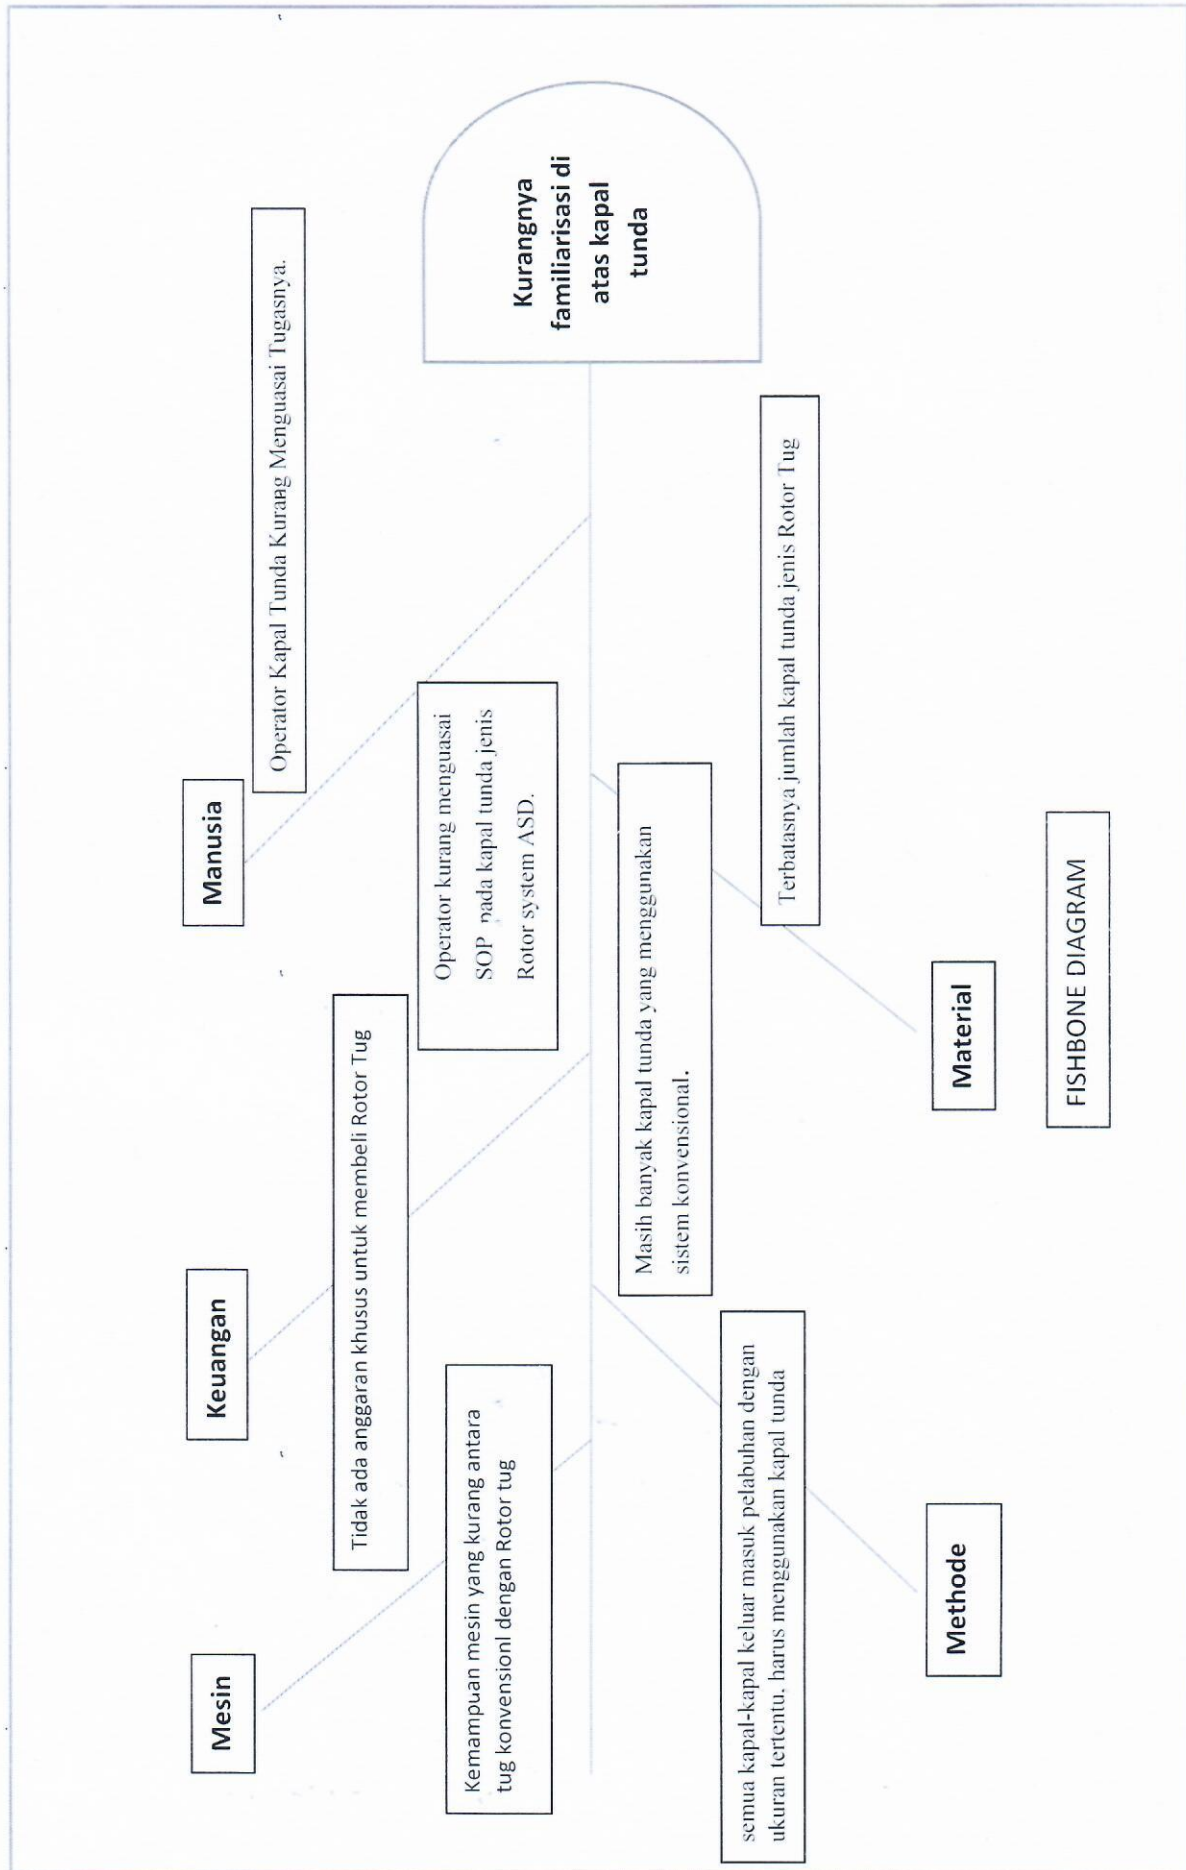 Mesin
Keuangan
Manusia
Operator Kapal Tunda Kurang Menguasai Tugasnya.
Tidak ada anggaran khusus untuk membeli Rotor Tug
Operator kurang menguasai
SOP pada kapal tunda jenis
Rotor system ASD.
Kemampuan mesin yang kurang antara
tug konvensionl dengan Rotor tug
Kurangnya
familiarisasi di
atas kapal
tunda
Masih banyak kapal tunda yang menggunakan
sistem konvensional.
semua kapal-kapal keluar masuk pelabuhan dengan
ukuran tertentu, harus menggunakan kapal tunda
Terbatasnya jumlah kapal tunda jenis Rotor Tug
Methode
Material
FISHBONE DIAGRAM